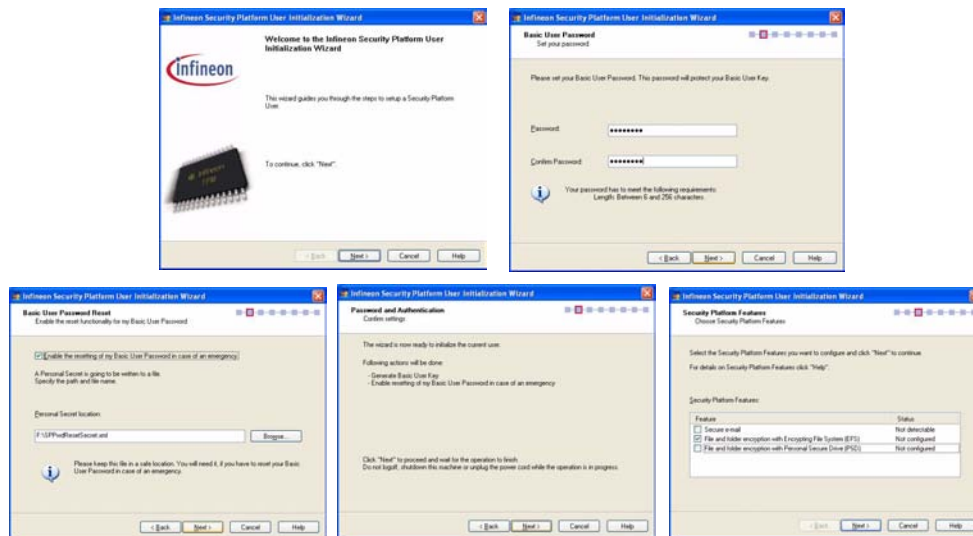 Infineon Security Platform User Initialization Wizard
Welcome to the Infineon Security Platform User
Initialization Wizard
infineon
This wizard guides you through the steps to setup a Security Platform
User.
Infineon
TPM
To continue, click "Next".
< Back
Next >
Cancel
Help
Infineon Security Platform User Initialization Wizard
Basic User Password
Set your password
Please set your Basic User Password. This password will protect your Basic User Key.
Password:
Confirm Password:
Your password has to meet the following requirements:
Length: Between 6 and 256 characters.
< Back
Next >
Cancel
Help
Infineon Security Platform User Initialization Wizard
Basic User Password Reset
Enable the reset functionality for my Basic User Password
Enable the resetting of my Basic User Password in case of an emergency.
A Personal Secret is going to be written to a file.
Specify the path and file name.
Personal Secret location:
F:\SPPwdResetSecret.xml
Browse...
Please keep this file in a safe location. You will need it, if you have to reset your Basic
User Password in case of an emergency.
< Back
Next >
Cancel
Help
Infineon Security Platform User Initialization Wizard
Password and Authentication
Confirm settings
The wizard is now ready to initialize the current user.
Following actions will be done:
- Generate Basic User Key
- Enable resetting of my Basic User Password in case of an emergency
Click "Next" to proceed and wait for the operation to finish.
Do not logoff, shutdown this machine or unplug the power cord while the operation is in progress.
< Back
Next >
Cancel
Help
Infineon Security Platform User Initialization Wizard
Security Platform Features
Choose Security Platform Features
Select the Security Platform Features you want to configure and click "Next" to continue.
For details on Security Platform Features click "Help".
Security Platform Features:
Feature Status
Secure e-mail Not detectable
File and folder encryption with Encrypting File System (EFS) Not configured
File and folder encryption with Personal Secure Drive (PSD) Not configured
< Back
Next >
Cancel
Help